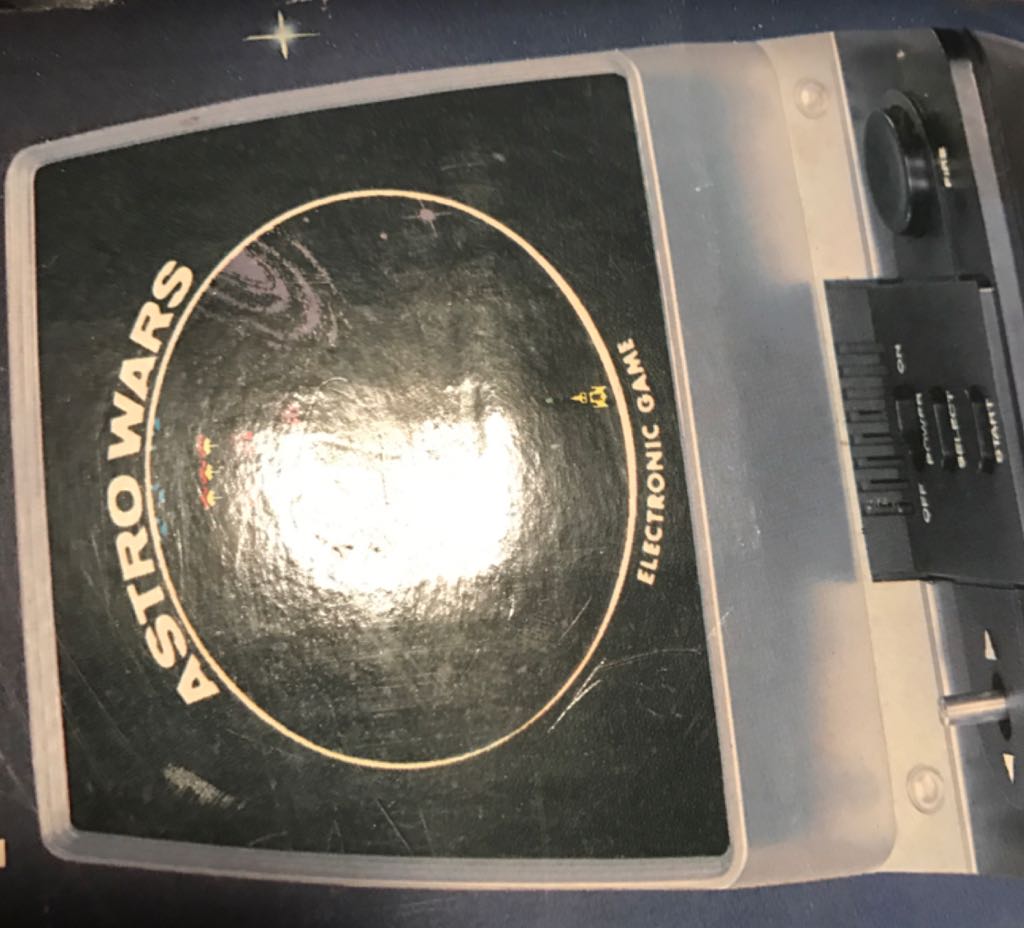 ASTRO WARS
ELECTRONIC GAME
OFF POWER ON
SELECT
START
FIRE